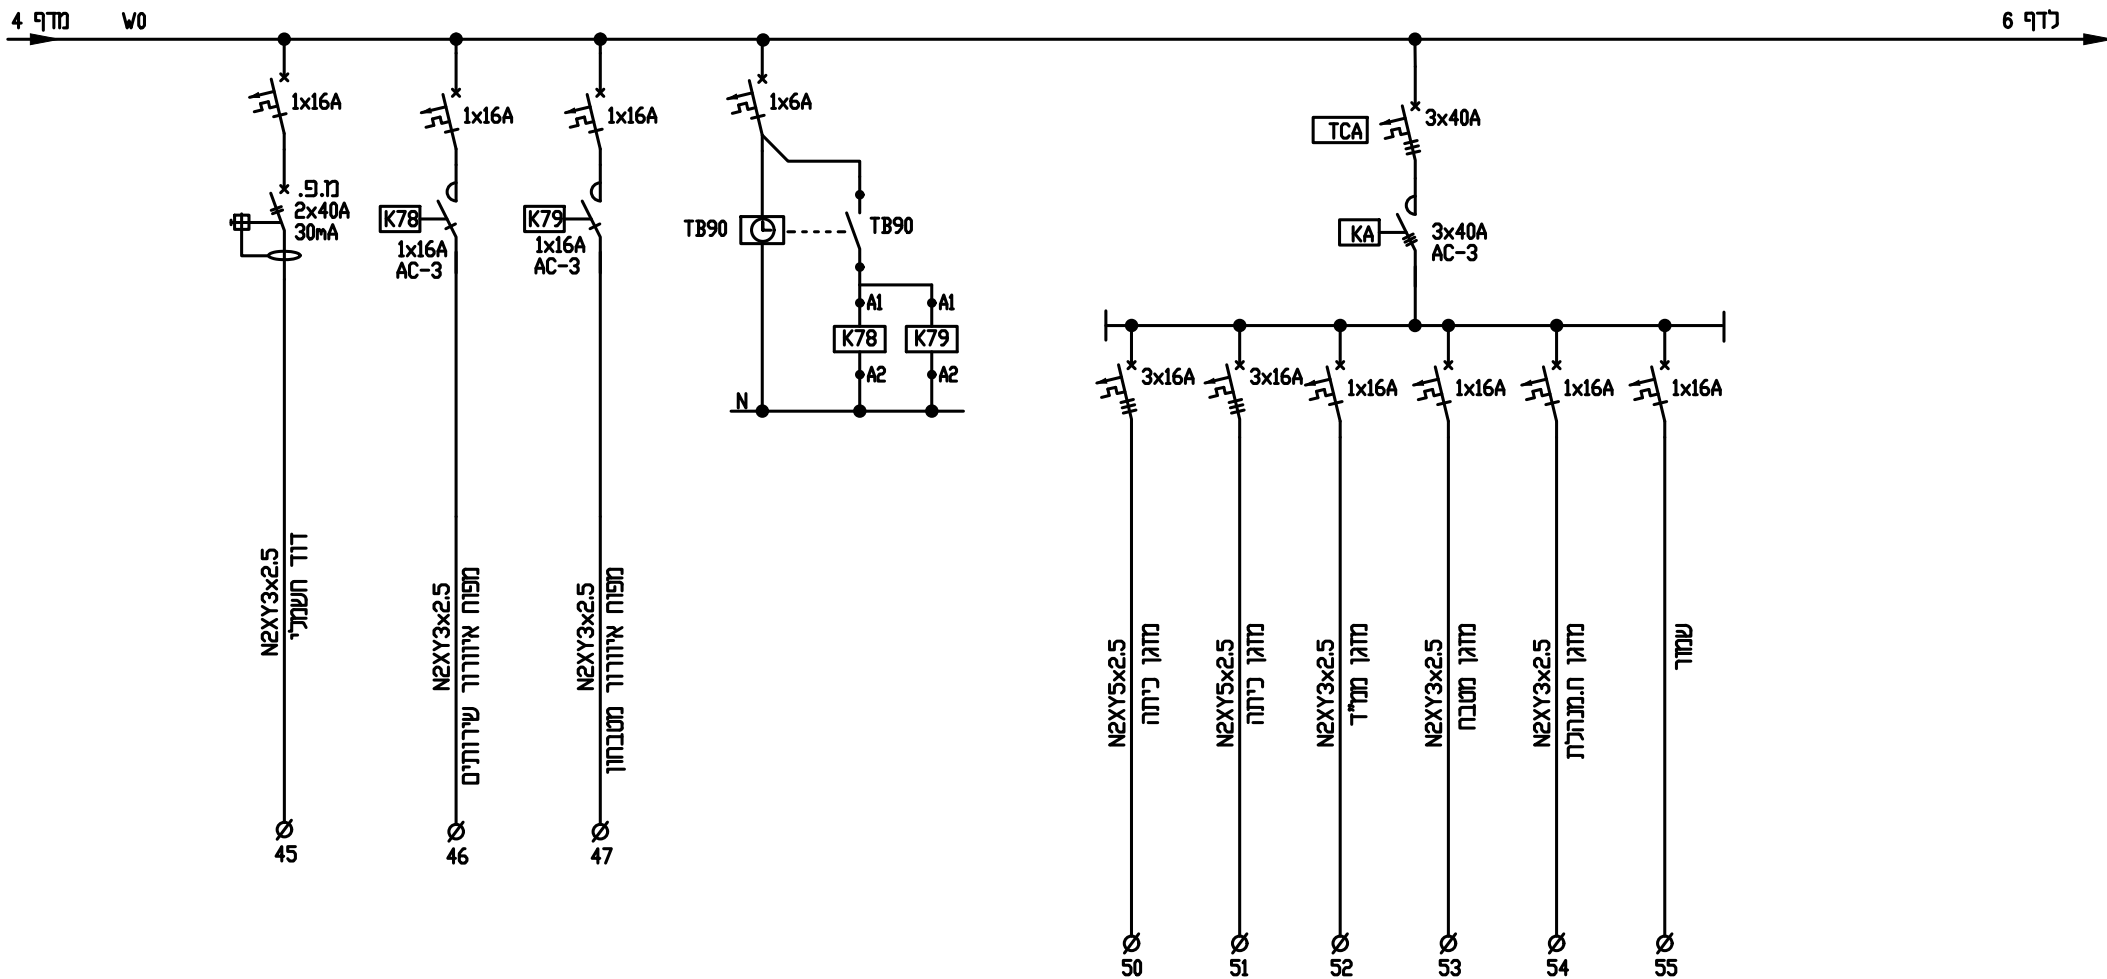 מדף 4
W0
לדף 6
1x16A
1x16A
1x16A
1x6A
TCA
3x40A
מ.פ.
2x40A
30mA
K78
1x16A
AC-3
K79
1x16A
AC-3
TB90
TB90
KA
3x40A
AC-3
A1
A1
K78
K79
A2
A2
N
3x16A
3x16A
1x16A
1x16A
1x16A
1x16A
N2XY3x2.5
דוד חשמלי
N2XY3x2.5
מפוח איוורור שירותים
N2XY3x2.5
מפוח איוורור מטבחון
N2XY5x2.5
מזגן כיתה
N2XY5x2.5
מזגן כיתה
N2XY3x2.5
מזגן ממ"ד
N2XY3x2.5
מזגן מטבח
N2XY3x2.5
מזגן ח.מנהלת
שמור
45
46
47
50
51
52
53
54
55